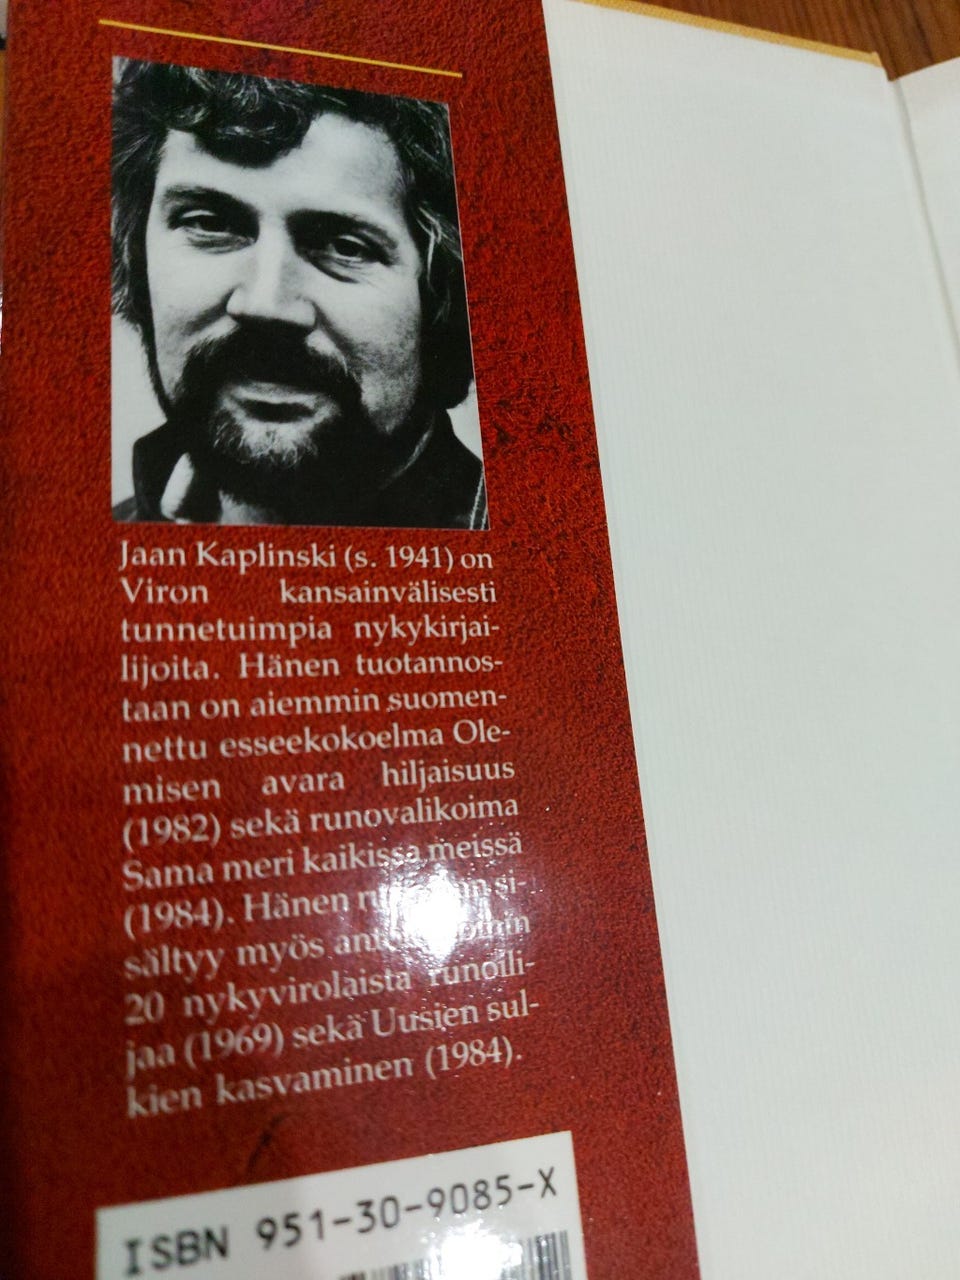 Jaan Kaplinski (s. 1941) on
Viron kansainvälisesti
tunnetuimpia nykykirjai-
lijoita. Hänen tuotannos-
taan on aiemmin suomen-
nettu esseekokoelma Ole-
misen avara hiljaisuus
(1982) sekä runovalikoima
Sama meri kaikissa meissä
(1984). Hänen si-
sältyy myös
20 nykyvirolaista runoili-
jaa (1969) sekä Uusien sul-
kien kasvaminen (1984).
ISBN 951-30-9085-X